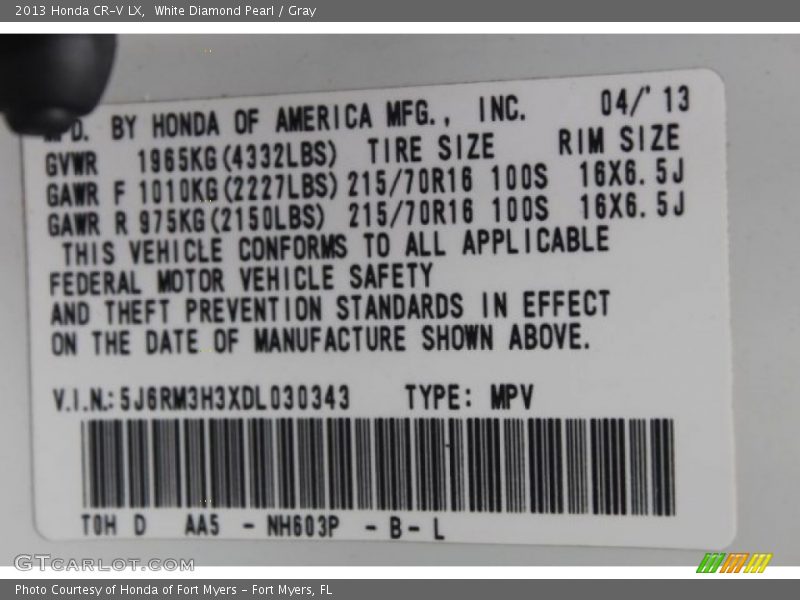 2013 Honda CR-V LX, White Diamond Pearl / Gray
MFD. BY HONDA OF AMERICA MFG., INC. 04/' 13
GVWR 1965KG(4332LBS) TIRE SIZE RIM SIZE
GAWR F 1010KG(2227LBS) 215/70R16 100S 16X6.5J
GAWR R 975KG(2150LBS) 215/70R16 100S 16X6.5J
THIS VEHICLE CONFORMS TO ALL APPLICABLE
FEDERAL MOTOR VEHICLE SAFETY
AND THEFT PREVENTION STANDARDS IN EFFECT
ON THE DATE OF MANUFACTURE SHOWN ABOVE.
V.I.N.: 5J6RM3H3XDL030343 TYPE: MPV
T0H D AA5 - NH603P - B - L
GTCARLOT.COM
Photo Courtesy of Honda of Fort Myers - Fort Myers, FL